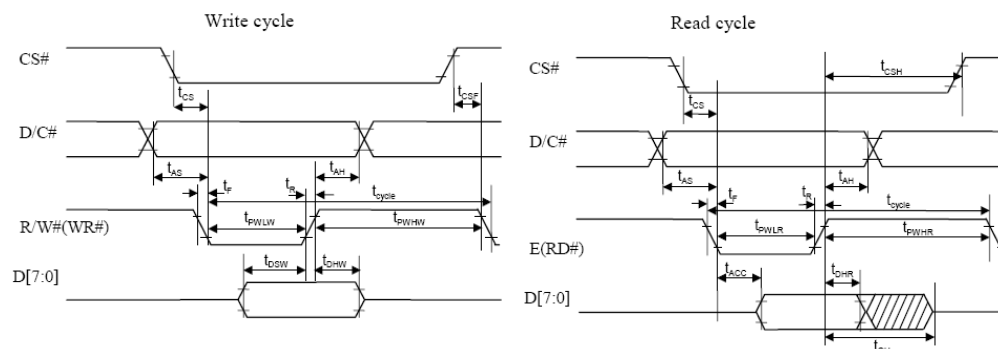 Write cycle
CS#
tCS
tCSF
D/C#
tAS
tF
tR
tAH
tcycle
R/W#(WR#)
tPWLW
tPWHW
tDSW
tDHW
D[7:0]
Read cycle
CS#
tCSH
tCS
D/C#
tAS
tF
tR
tAH
tcycle
E(RD#)
tPWLR
tPWHR
tACC
tDHR
D[7:0]